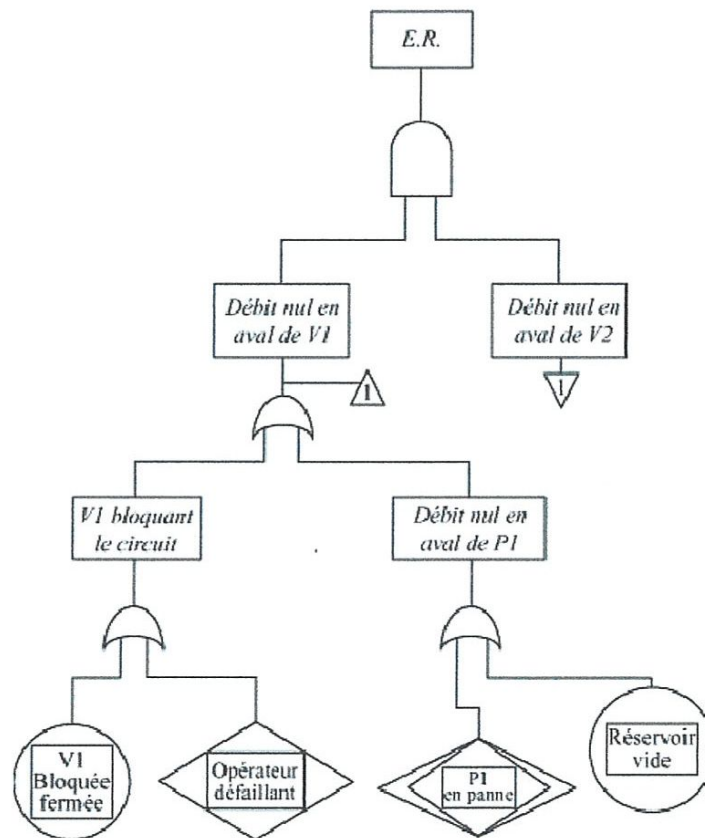 E.R.
Débit nul en
aval de V1
Débit nul en
aval de V2
1
1
V1 bloquant
le circuit
Débit nul en
aval de P1
V1
Bloquée
fermée
Opérateur
défaillant
P1
en panne
Réservoir
vide